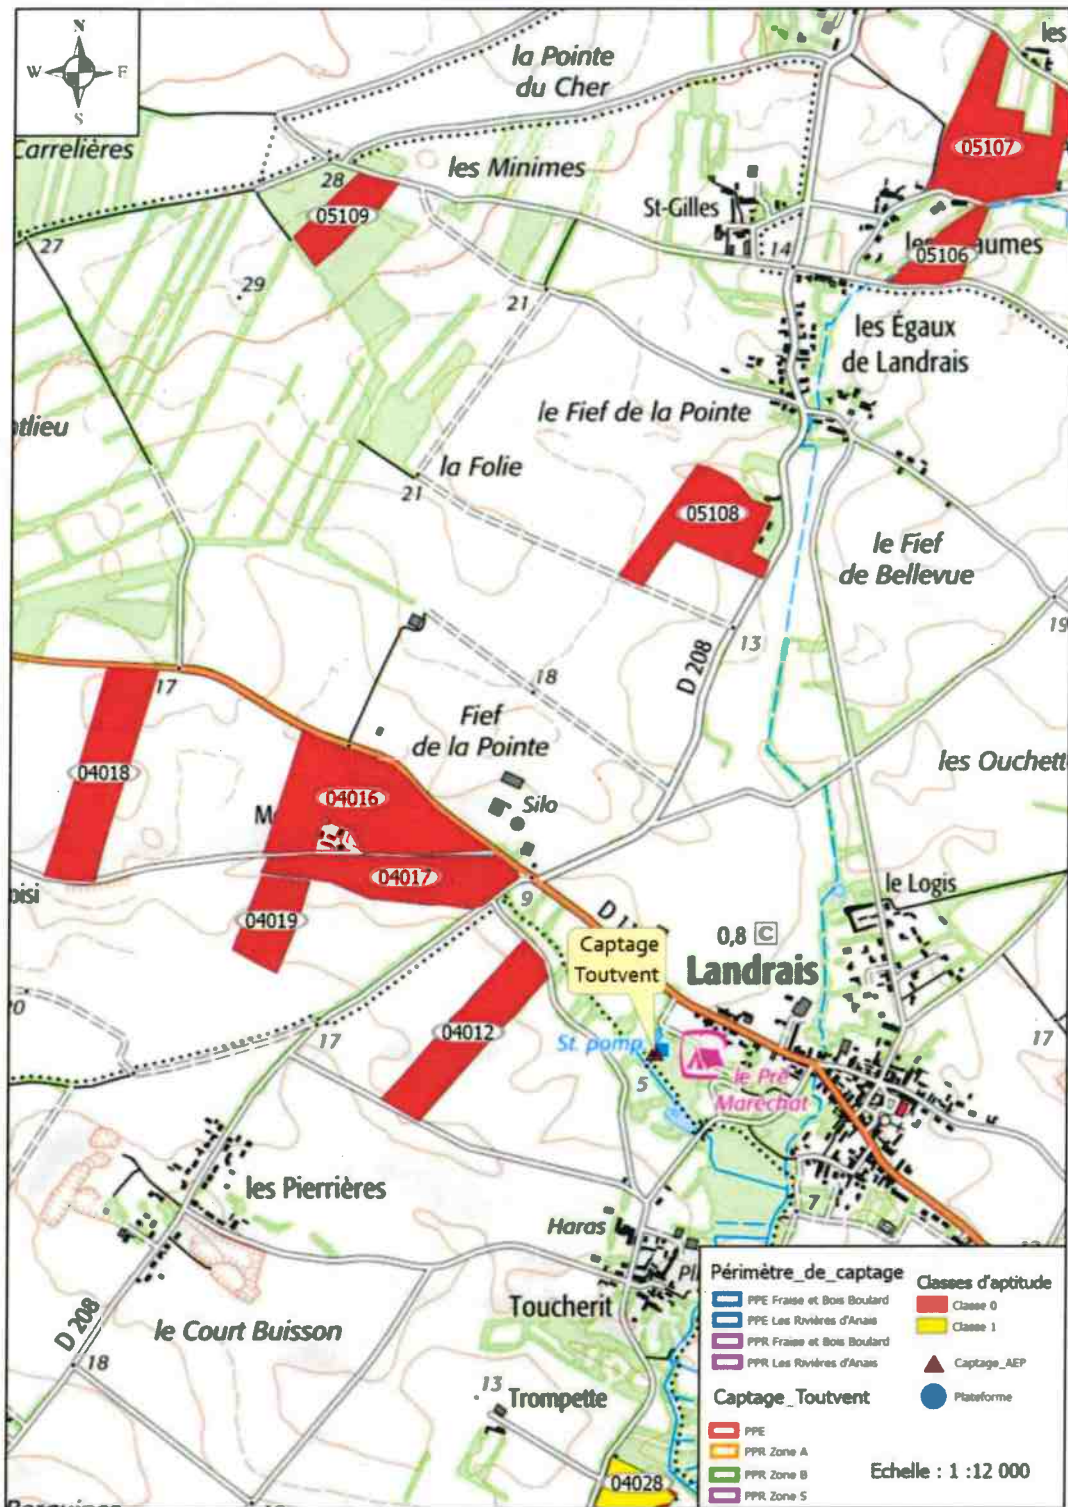 N
W
E
S
la Pointe
du Cher
les
Carrelières
les Minimes
28
05109
05107
St-Gilles
27
14
05106
29
21
les Égaux
de Landrais
le Fief de la Pointe
la Folie
21
05108
le Fief
de Bellevue
19
13
D 208
17
18
Fief
de la Pointe
les Ouchett
04018
04016
Silo
04017
9
le Logis
04019
0,8 C
Captage
Toutvent
Landrais
04012
17
17
St. pomp.
5
le Pré
Maréchat
les Pierrières
7
Haras
Toucherit
D 208
le Court Buisson
18
13
Trompette
04028
Périmètre_de_captage
PPE Fraise et Bois Boulard
PPE Les Rivières d'Anais
PPR Fraise et Bois Boulard
PPR Les Rivières d'Anais
Captage_Toutvent
PPE
PPR Zone A
PPR Zone B
PPR Zone S
Classes d'aptitude
Classe 0
Classe 1
Captage_AEP
Plateforme
Echelle : 1 :12 000